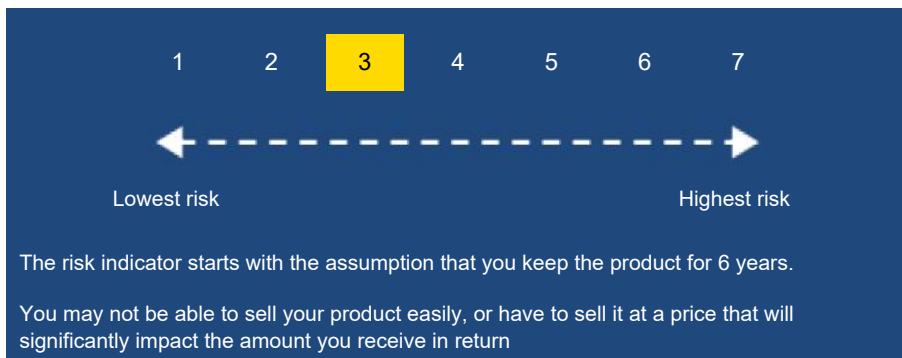 1 2 3 4 5 6 7
Lowest risk Highest risk
The risk indicator starts with the assumption that you keep the product for 6 years.
You may not be able to sell your product easily, or have to sell it at a price that will
significantly impact the amount you receive in return